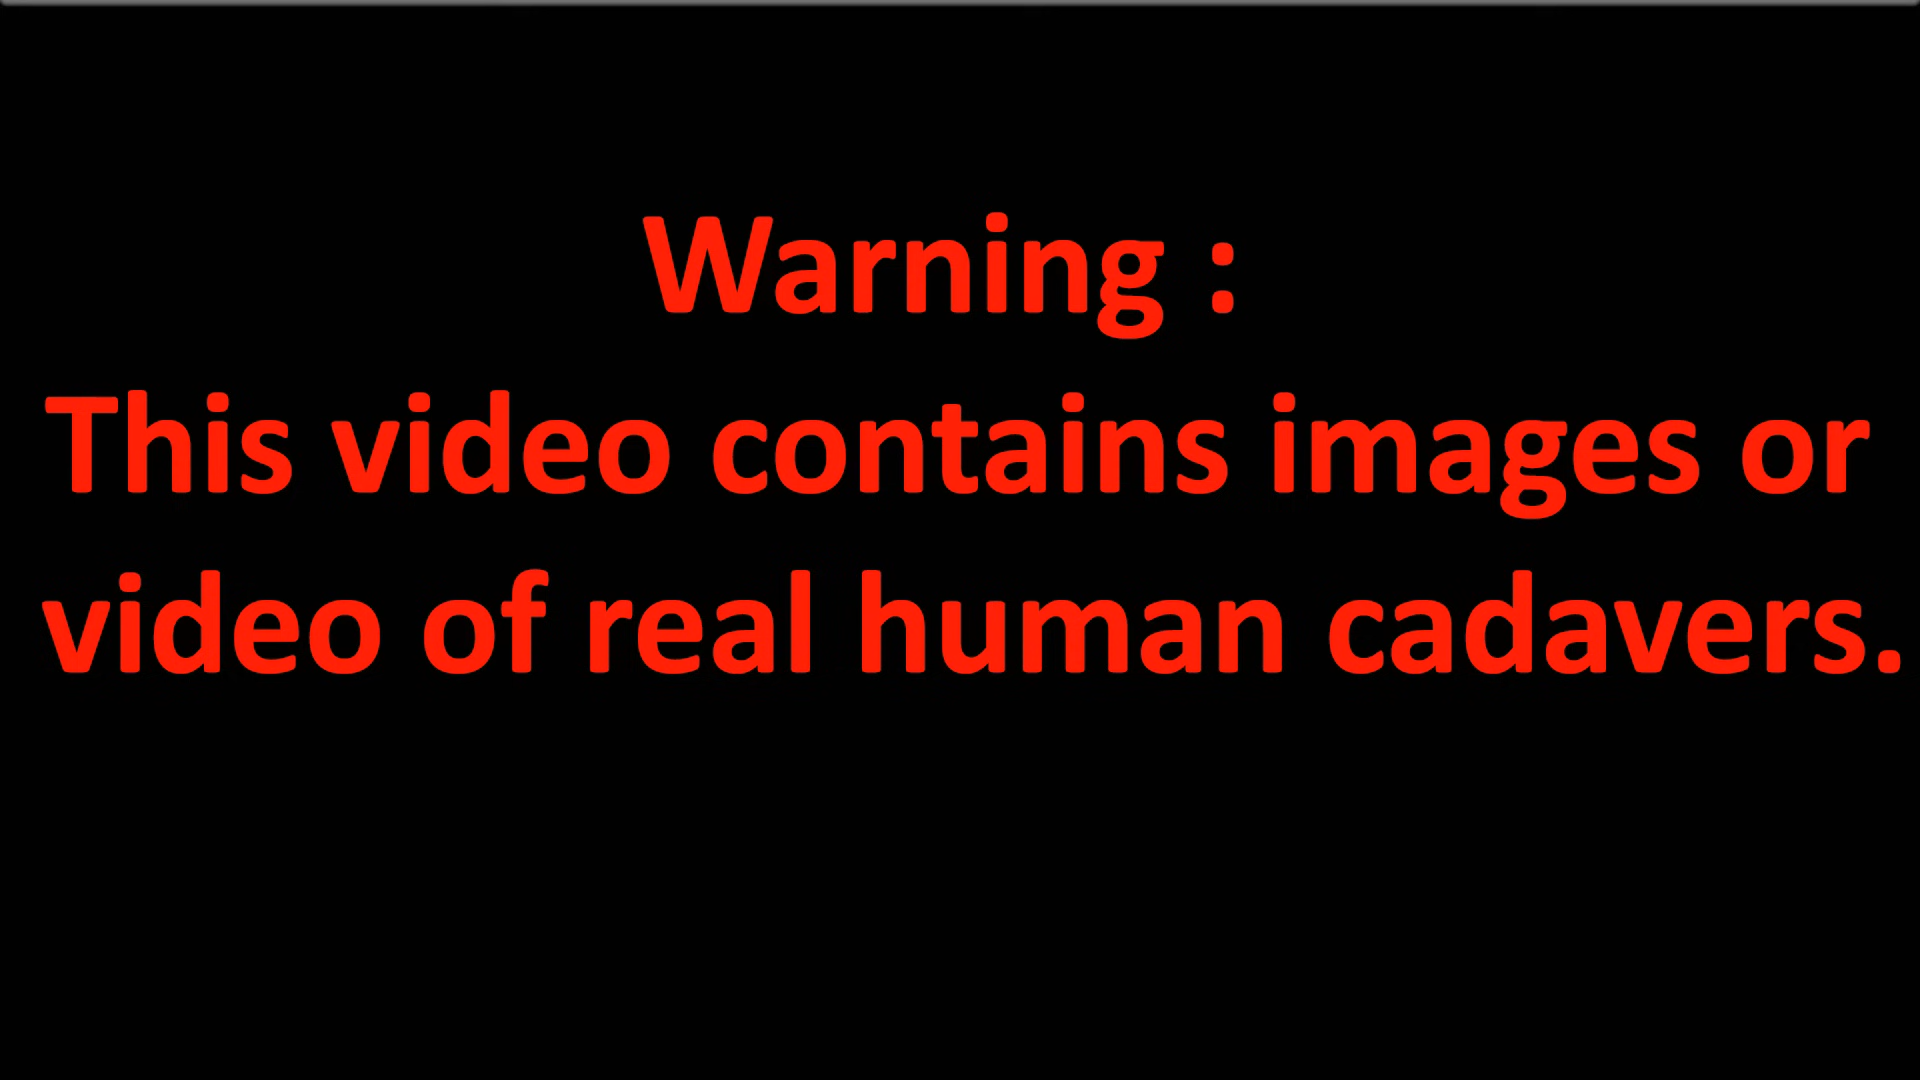 Warning :
This video contains images or
video of real human cadavers.